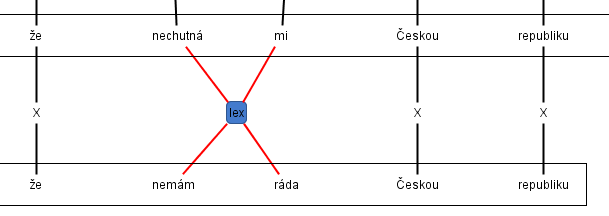 že nechutná mi Českou republiku
X lex X X
že nemám ráda Českou republiku